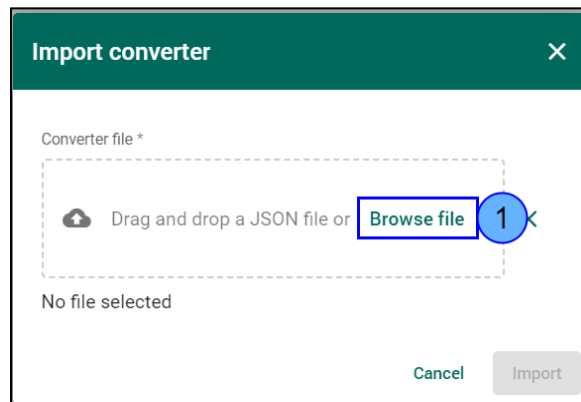 Import converter
Converter file *
Drag and drop a JSON file or Browse file 1
No file selected
Cancel Import